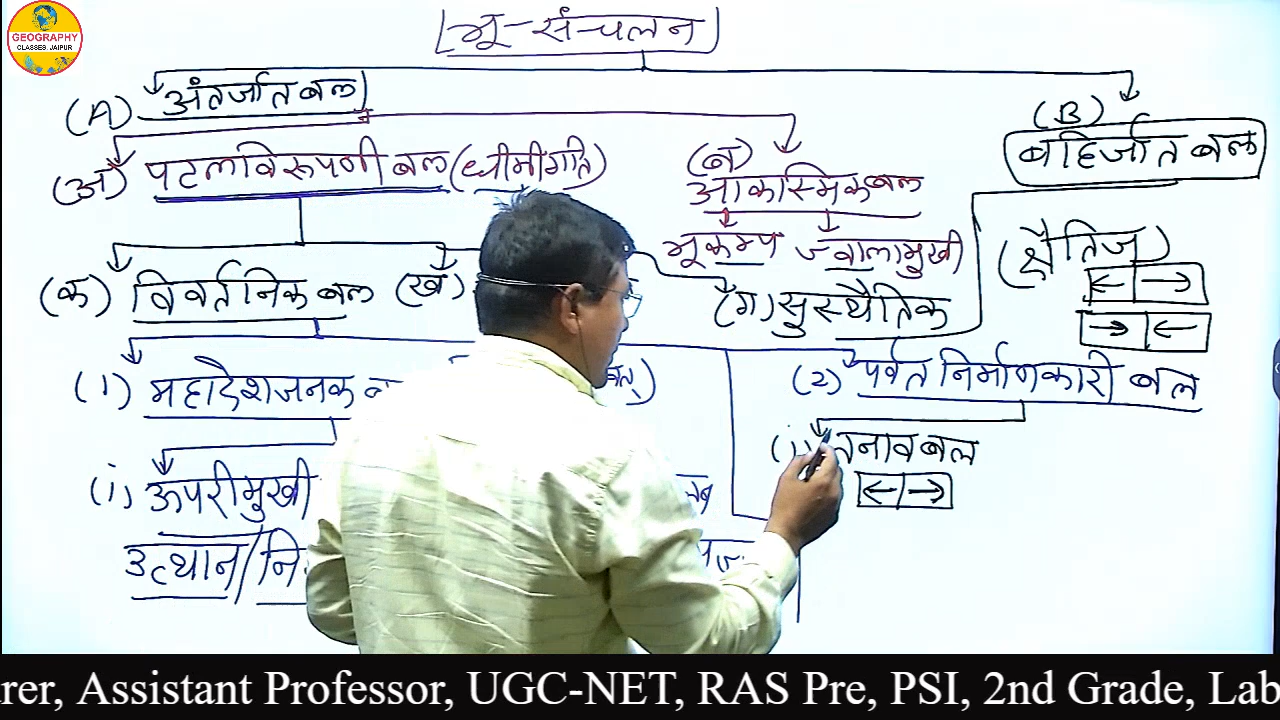 GEOGRAPHY
CLASSES, JAIPUR
भू-संचलन
(A) अंतर्जात बल
(B)
बहिर्जात बल
(अ) पटलविरूपणी बल (धीमीगति)
(ब)
आकास्मिक बल
भूकम्प ज्वालामुखी
(क्षैतिज)
(क) विवर्तनिक बल (ख)
(ग) सुस्थैतिक
(1) महादेशजनक
(2) पर्वत निर्माणकारी बल
(i) ऊपरीमुखी
उत्थान/
(i) तनाव बल
rer, Assistant Professor, UGC-NET, RAS Pre, PSI, 2nd Grade, Lab